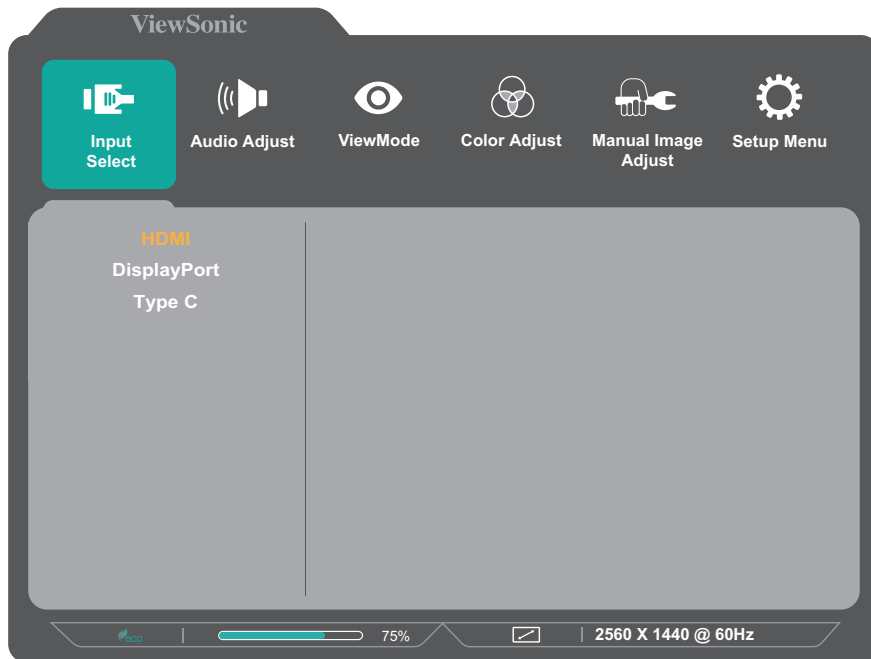 ViewSonic
Input
Select
Audio Adjust
ViewMode
Color Adjust
Manual Image
Adjust
Setup Menu
HDMI
DisplayPort
Type C
eco
75%
2560 X 1440 @ 60Hz